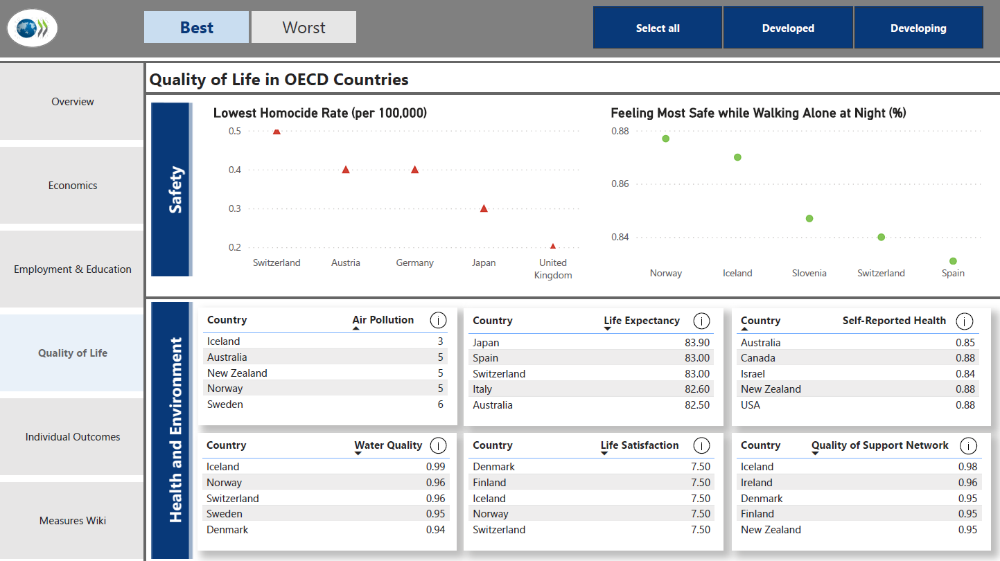 Best
Worst
Select all
Developed
Developing
Overview
Economics
Employment & Education
Quality of Life
Individual Outcomes
Measures Wiki
Quality of Life in OECD Countries
Safety
Lowest Homocide Rate (per 100,000)
0.5
0.4
0.3
0.2
Switzerland
Austria
Germany
Japan
United
Kingdom
Feeling Most Safe while Walking Alone at Night (%)
0.88
0.86
0.84
Norway
Iceland
Slovenia
Switzerland
Spain
Health and Environment
Country Air Pollution i
Iceland 3
Australia 5
New Zealand 5
Norway 5
Sweden 6
Country Life Expectancy i
Japan 83.90
Spain 83.00
Switzerland 83.00
Italy 82.60
Australia 82.50
Country Self-Reported Health i
Australia 0.85
Canada 0.88
Israel 0.84
New Zealand 0.88
USA 0.88
Country Water Quality i
Iceland 0.99
Norway 0.96
Switzerland 0.96
Sweden 0.95
Denmark 0.94
Country Life Satisfaction i
Denmark 7.50
Finland 7.50
Iceland 7.50
Norway 7.50
Switzerland 7.50
Country Quality of Support Network i
Iceland 0.98
Ireland 0.96
Denmark 0.95
Finland 0.95
New Zealand 0.95